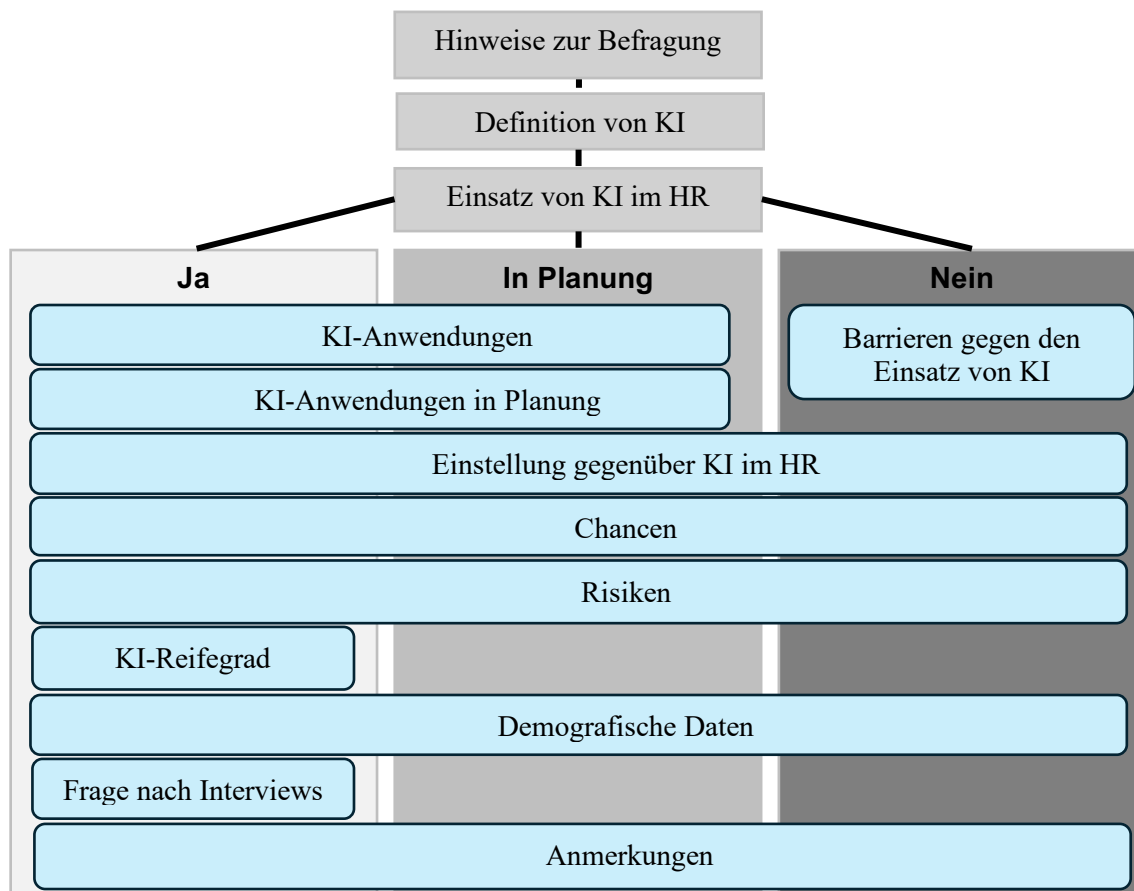 Hinweise zur Befragung
Definition von KI
Einsatz von KI im HR
Ja
In Planung
Nein
KI-Anwendungen
Barrieren gegen den
Einsatz von KI
KI-Anwendungen in Planung
Einstellung gegenüber KI im HR
Chancen
Risiken
KI-Reifegrad
Demografische Daten
Frage nach Interviews
Anmerkungen